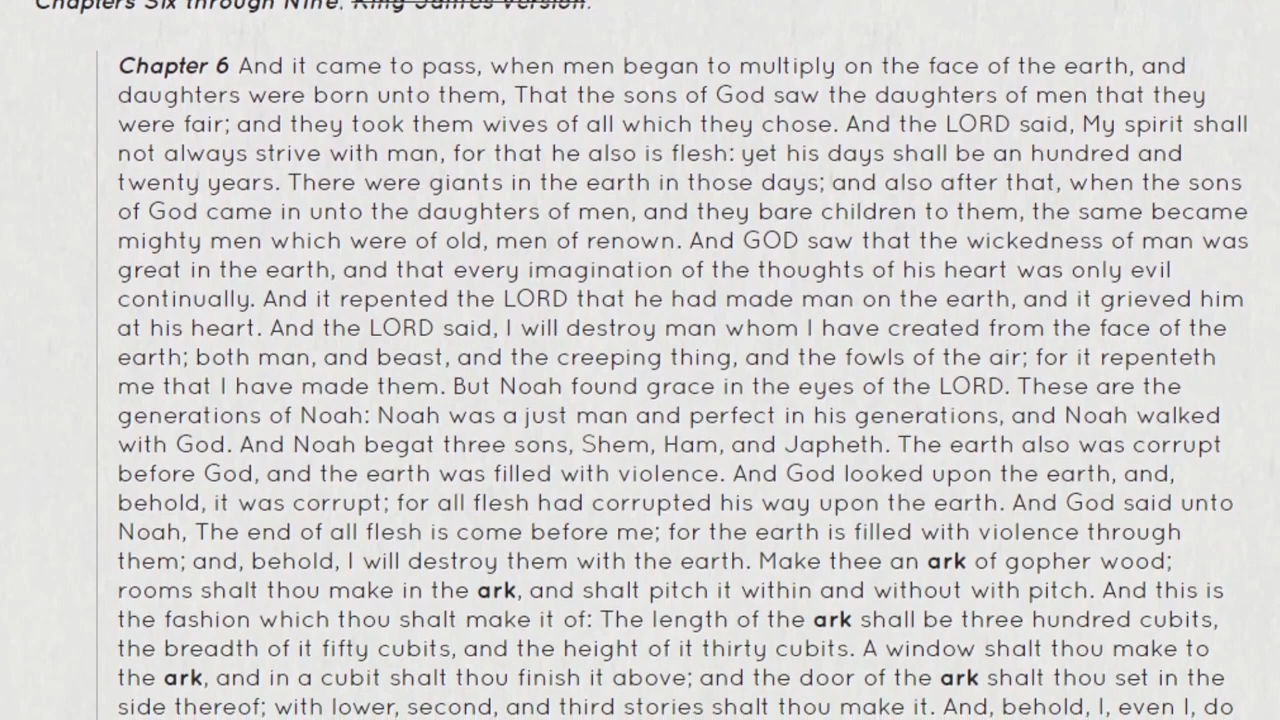 Chapters Six through Nine, King James Version.
Chapter 6 And it came to pass, when men began to multiply on the face of the earth, and
daughters were born unto them, That the sons of God saw the daughters of men that they
were fair; and they took them wives of all which they chose. And the LORD said, My spirit shall
not always strive with man, for that he also is flesh: yet his days shall be an hundred and
twenty years. There were giants in the earth in those days; and also after that, when the sons
of God came in unto the daughters of men, and they bare children to them, the same became
mighty men which were of old, men of renown. And GOD saw that the wickedness of man was
great in the earth, and that every imagination of the thoughts of his heart was only evil
continually. And it repented the LORD that he had made man on the earth, and it grieved him
at his heart. And the LORD said, I will destroy man whom I have created from the face of the
earth; both man, and beast, and the creeping thing, and the fowls of the air; for it repenteth
me that I have made them. But Noah found grace in the eyes of the LORD. These are the
generations of Noah: Noah was a just man and perfect in his generations, and Noah walked
with God. And Noah begat three sons, Shem, Ham, and Japheth. The earth also was corrupt
before God, and the earth was filled with violence. And God looked upon the earth, and,
behold, it was corrupt; for all flesh had corrupted his way upon the earth. And God said unto
Noah, The end of all flesh is come before me; for the earth is filled with violence through
them; and, behold, I will destroy them with the earth. Make thee an ark of gopher wood;
rooms shalt thou make in the ark, and shalt pitch it within and without with pitch. And this is
the fashion which thou shalt make it of: The length of the ark shall be three hundred cubits,
the breadth of it fifty cubits, and the height of it thirty cubits. A window shalt thou make to
the ark, and in a cubit shalt thou finish it above; and the door of the ark shalt thou set in the
side thereof; with lower, second, and third stories shalt thou make it. And, behold, I, even I, do